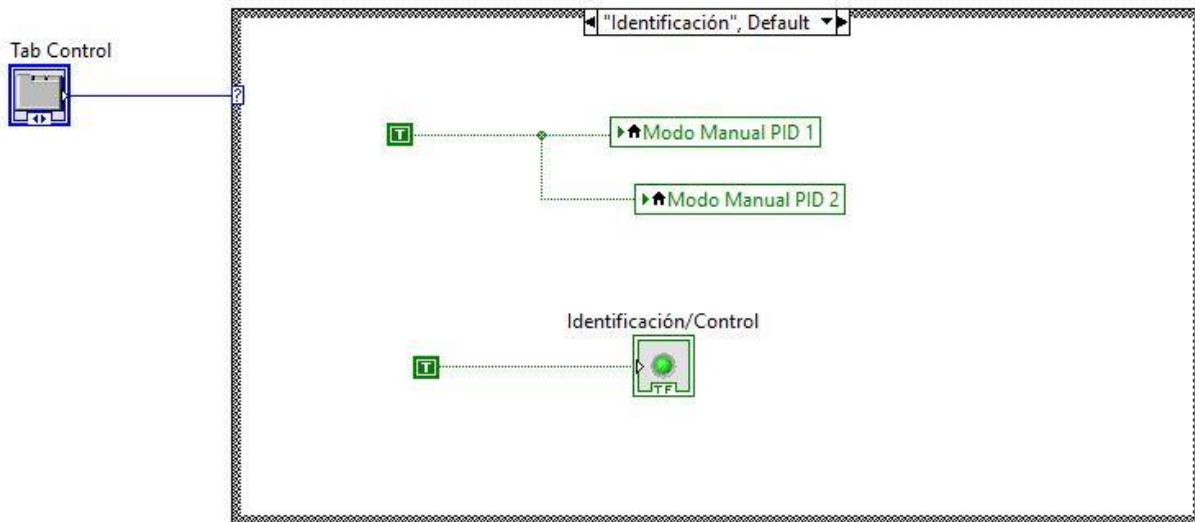 "Identificación", Default
Tab Control
?
T
Modo Manual PID 1
Modo Manual PID 2
Identificación/Control
T
TF